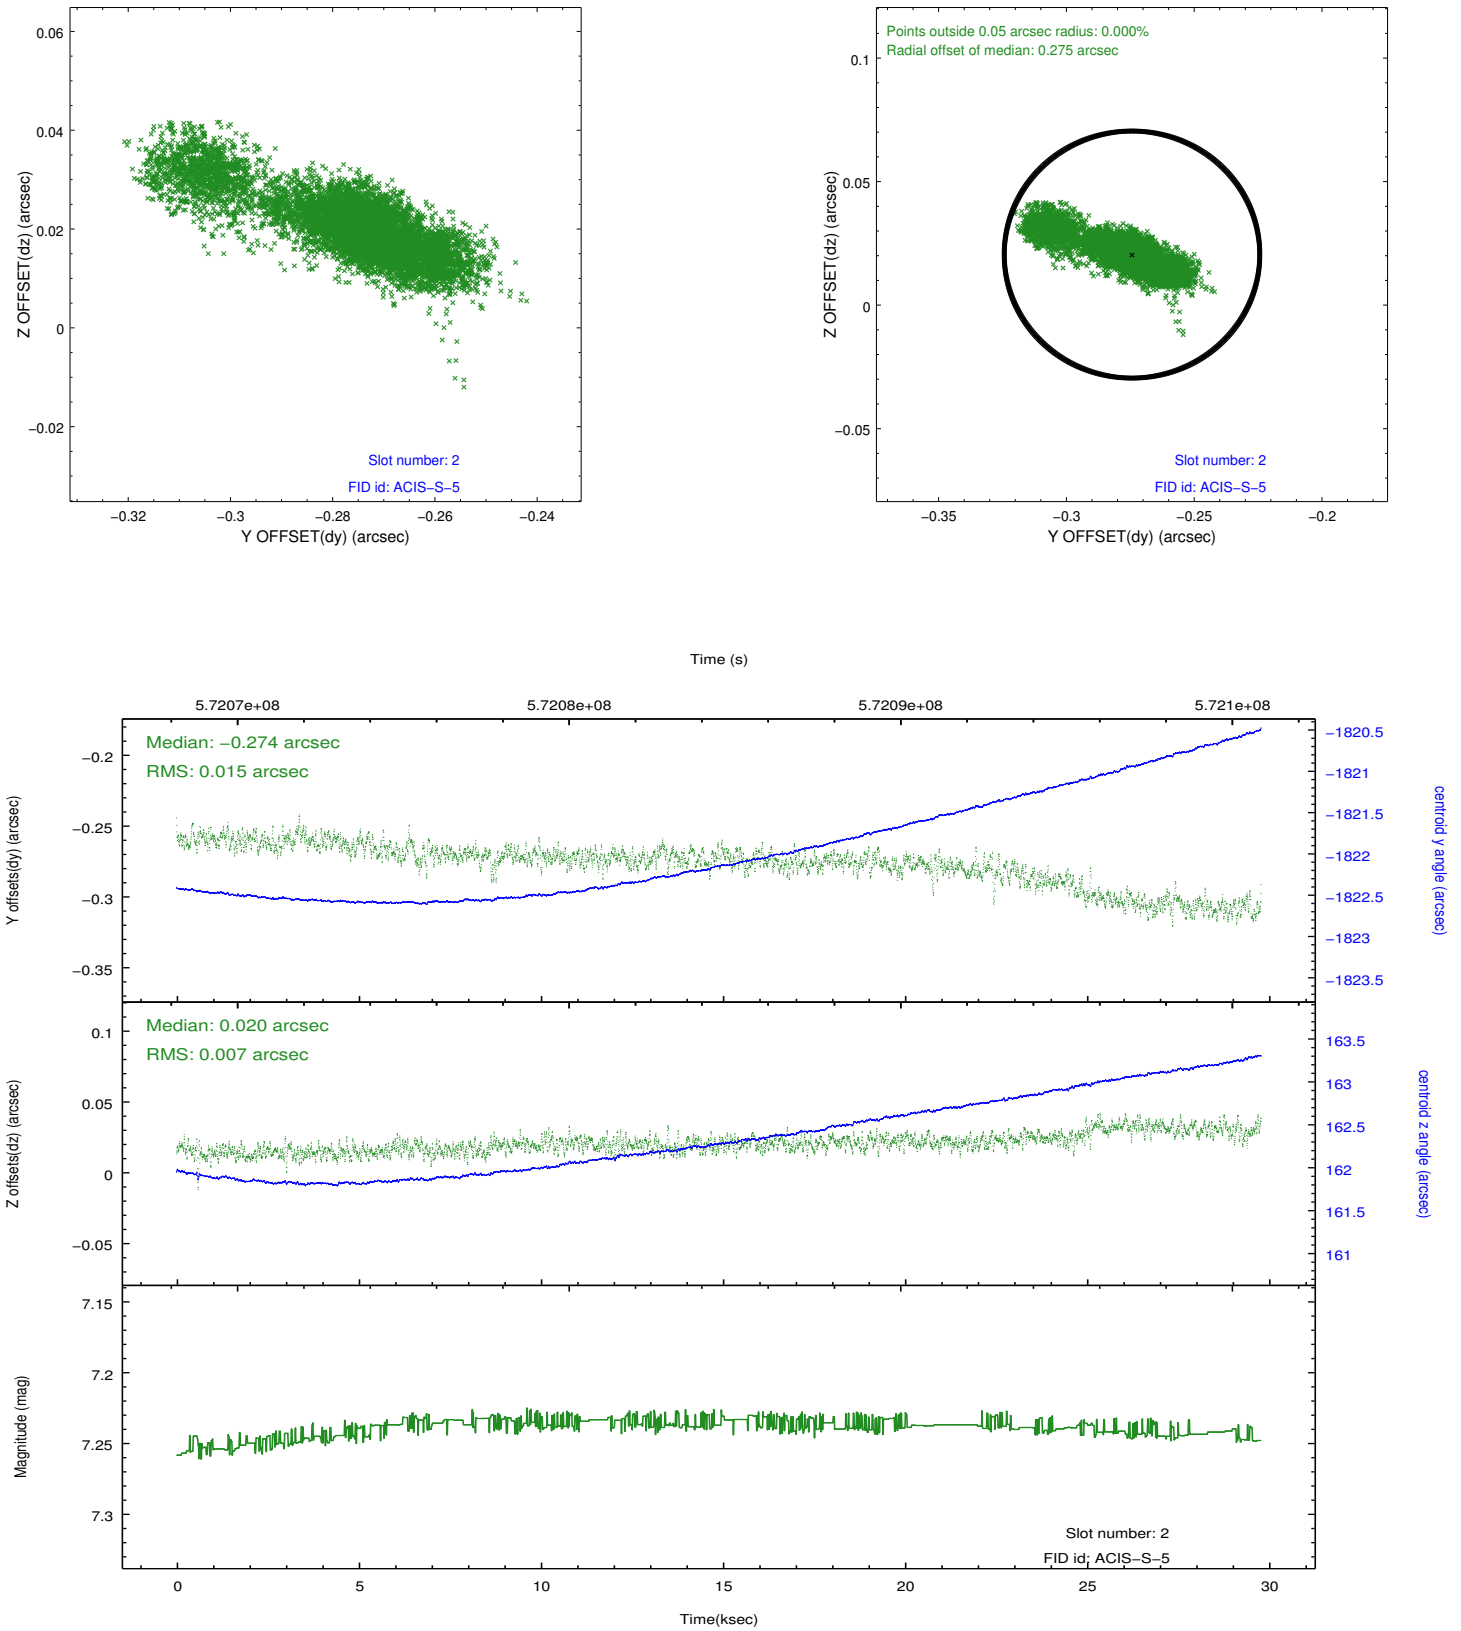 0.06
0.04
0.02
0
−0.02
Z OFFSET(dz) (arcsec)
Slot number: 2
FID id: ACIS−S−5
−0.32
−0.3
−0.28
−0.26
−0.24
Y OFFSET(dy) (arcsec)
Points outside 0.05 arcsec radius: 0.000%
Radial offset of median: 0.275 arcsec
0.1
0.05
0
−0.05
Z OFFSET(dz) (arcsec)
Slot number: 2
FID id: ACIS−S−5
−0.35
−0.3
−0.25
−0.2
Y OFFSET(dy) (arcsec)
Time (s)
5.7207e+08
5.7208e+08
5.7209e+08
5.721e+08
Median: −0.274 arcsec
RMS: 0.015 arcsec
−0.2
−0.25
−0.3
−0.35
Y offsets(dy) (arcsec)
−1820.5
−1821
−1821.5
−1822
−1822.5
−1823
−1823.5
centroid y angle (arcsec)
Median: 0.020 arcsec
RMS: 0.007 arcsec
0.1
0.05
0
−0.05
Z offsets(dz) (arcsec)
163.5
163
162.5
162
161.5
161
centroid z angle (arcsec)
7.15
7.2
7.25
7.3
Magnitude (mag)
Slot number: 2
FID id: ACIS−S−5
0
5
10
15
20
25
30
Time(ksec)